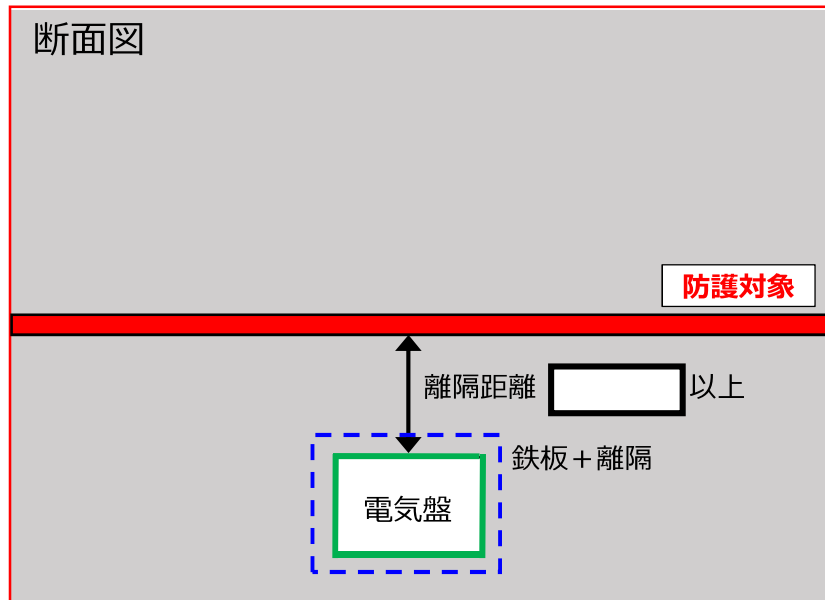 断面図
防護対象
離隔距離 以上
鉄板＋離隔
電気盤